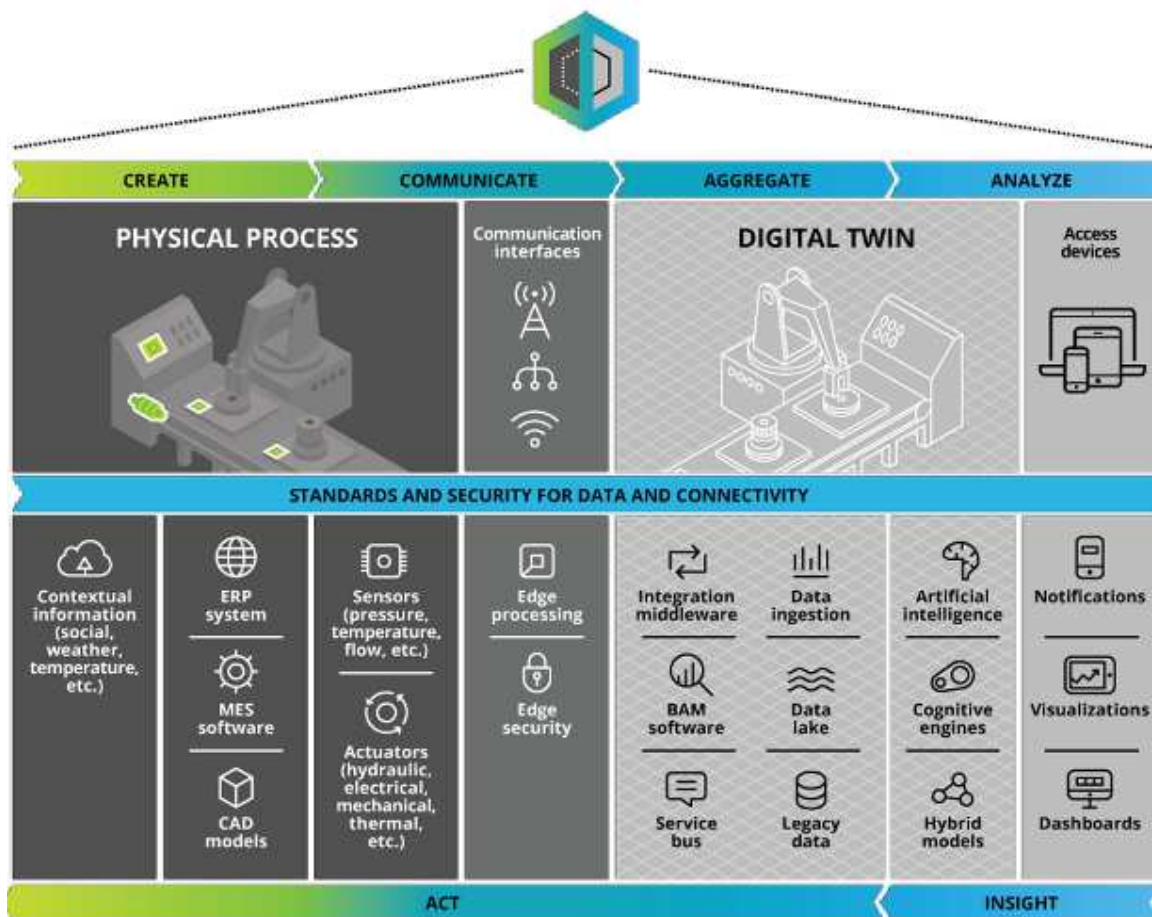 CREATE
COMMUNICATE
AGGREGATE
ANALYZE
PHYSICAL PROCESS
Communication
interfaces
DIGITAL TWIN
Access
devices
STANDARDS AND SECURITY FOR DATA AND CONNECTIVITY
Contextual
information
(social,
weather,
temperature,
etc.)
ERP
system
MES
software
CAD
models
Sensors
(pressure,
temperature,
flow, etc.)
Actuators
(hydraulic,
electrical,
mechanical,
thermal,
etc.)
Edge
processing
Edge
security
Integration
middleware
BAM
software
Service
bus
Data
ingestion
Data
lake
Legacy
data
Artificial
intelligence
Cognitive
engines
Hybrid
models
Notifications
Visualizations
Dashboards
ACT
INSIGHT